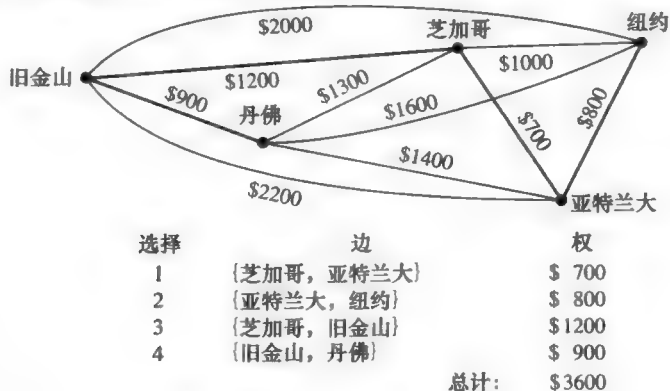 $2000
芝加哥
纽约
旧金山
$1200
$1000
$900
$1300
丹佛
$1600
$700
$800
$1400
$2200
亚特兰大
选择 边 权
1 {芝加哥，亚特兰大} $ 700
2 {亚特兰大，纽约} $ 800
3 {芝加哥，旧金山} $1200
4 {旧金山，丹佛} $ 900
总计： $3600